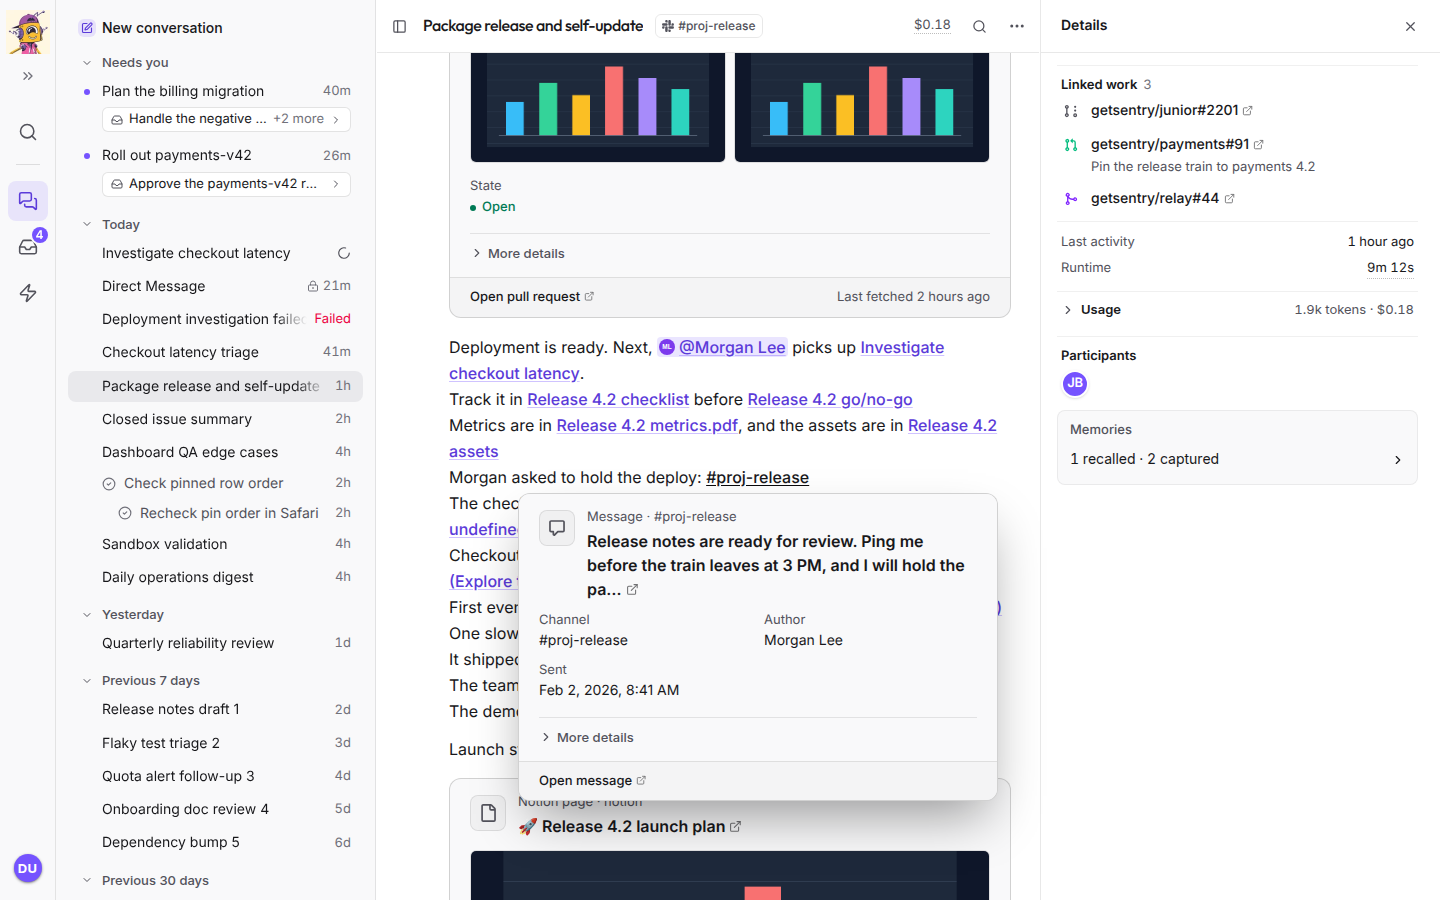 New conversation
Needs you
Plan the billing migration 40m
Handle the negative ... +2 more
Roll out payments-v42 26m
Approve the payments-v42 r...
Today
Investigate checkout latency
Direct Message 21m
Deployment investigation failed Failed
Checkout latency triage 41m
Package release and self-update 1h
Closed issue summary 2h
Dashboard QA edge cases 4h
Check pinned row order 2h
Recheck pin order in Safari 2h
Sandbox validation 4h
Daily operations digest 4h
Yesterday
Quarterly reliability review 1d
Previous 7 days
Release notes draft 1 2d
Flaky test triage 2 3d
Quota alert follow-up 3 4d
Onboarding doc review 4 5d
Dependency bump 5 6d
Previous 30 days
4
DU
Package release and self-update #proj-release $0.18
State
Open
More details
Open pull request Last fetched 2 hours ago
Deployment is ready. Next, ML @Morgan Lee picks up Investigate
checkout latency.
Track it in Release 4.2 checklist before Release 4.2 go/no-go
Metrics are in Release 4.2 metrics.pdf, and the assets are in Release 4.2
assets
Morgan asked to hold the deploy: #proj-release
The chec
undefine
Checkout
(Explore
First ever )
One slow
It shipped
The team
The demo
Launch s
Message · #proj-release
Release notes are ready for review. Ping me
before the train leaves at 3 PM, and I will hold the
pa...
Channel Author
#proj-release Morgan Lee
Sent
Feb 2, 2026, 8:41 AM
More details
Open message
Notion page · notion
🚀 Release 4.2 launch plan
Details
Linked work 3
getsentry/junior#2201
getsentry/payments#91
Pin the release train to payments 4.2
getsentry/relay#44
Last activity 1 hour ago
Runtime 9m 12s
Usage 1.9k tokens · $0.18
Participants
JB
Memories
1 recalled · 2 captured